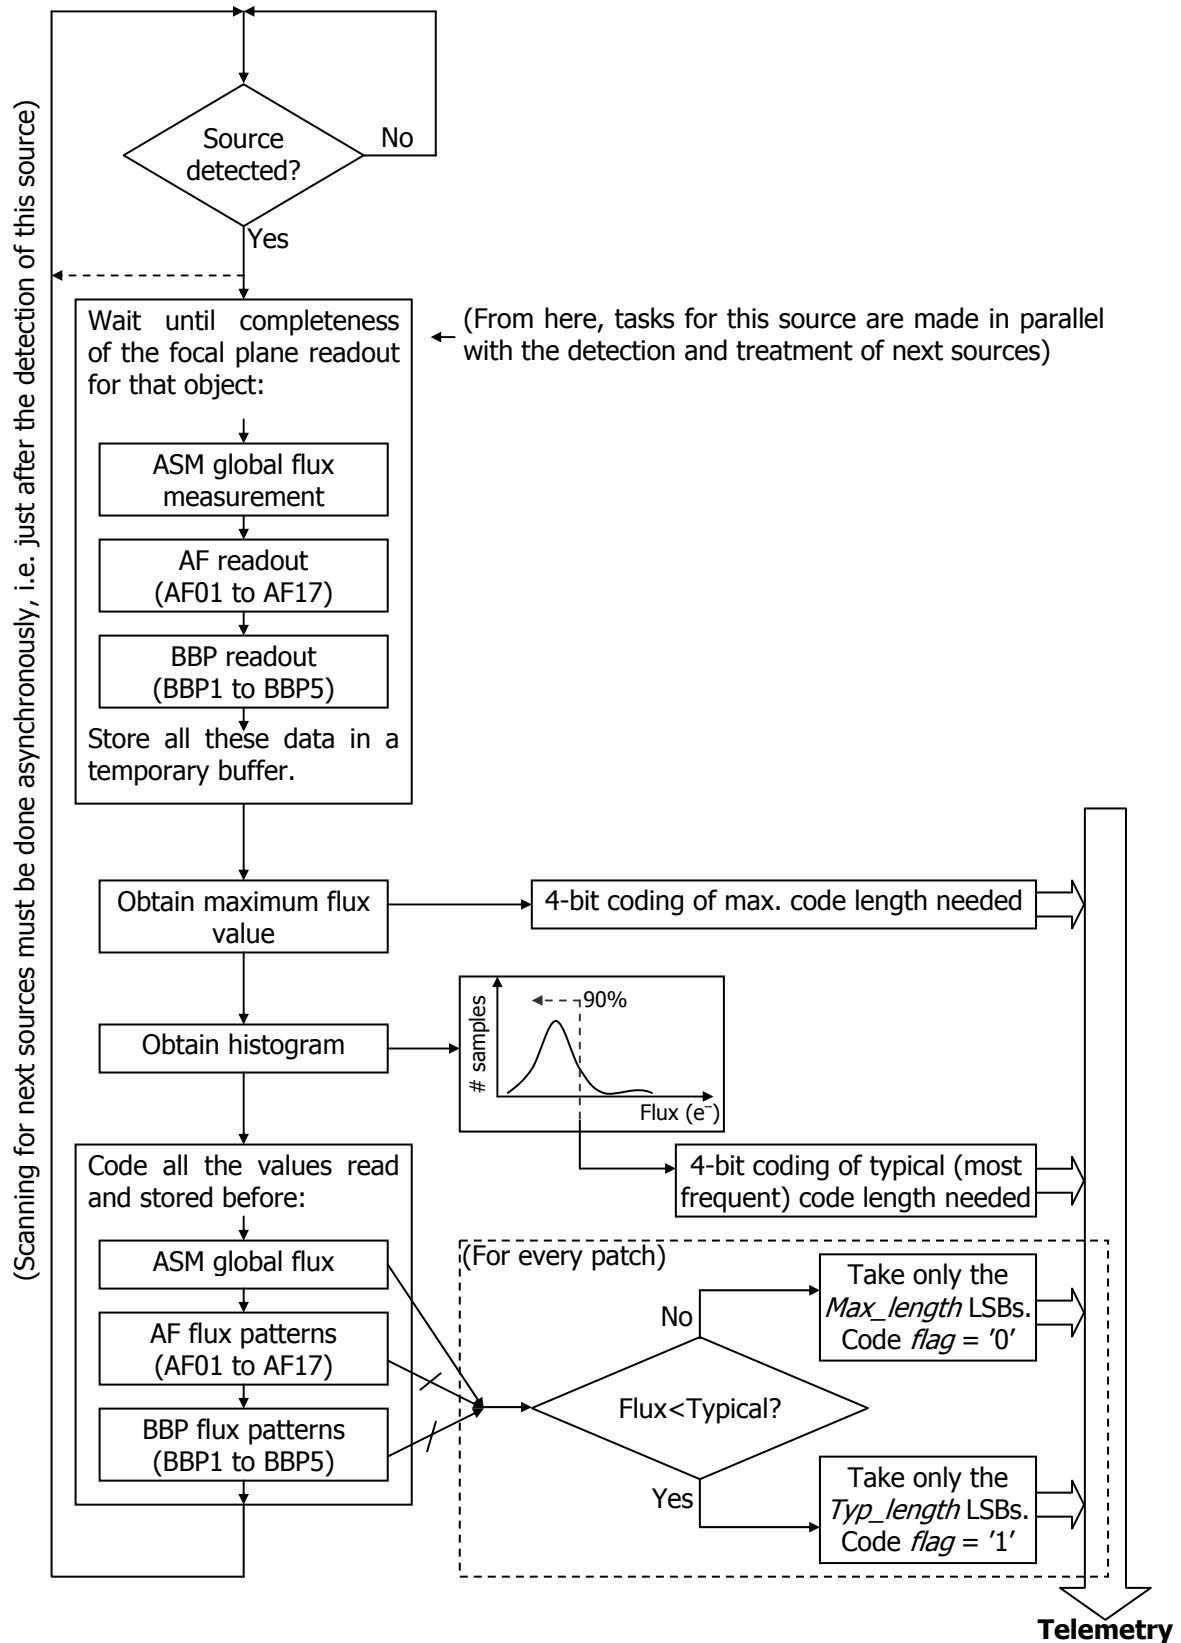 (Scanning for next sources must be done asynchronously, i.e. just after the detection of this source)
Source
detected?
No
Yes
Wait until completeness
of the focal plane readout
for that object:
(From here, tasks for this source are made in parallel
with the detection and treatment of next sources)
ASM global flux
measurement
AF readout
(AF01 to AF17)
BBP readout
(BBP1 to BBP5)
Store all these data in a
temporary buffer.
Obtain maximum flux
value
4-bit coding of max. code length needed
Obtain histogram
# samples
90%
Flux (e⁻)
4-bit coding of typical (most
frequent) code length needed
Code all the values read
and stored before:
ASM global flux
AF flux patterns
(AF01 to AF17)
BBP flux patterns
(BBP1 to BBP5)
(For every patch)
Flux<Typical?
No
Take only the
Max_length LSBs.
Code flag = '0'
Yes
Take only the
Typ_length LSBs.
Code flag = '1'
Telemetry